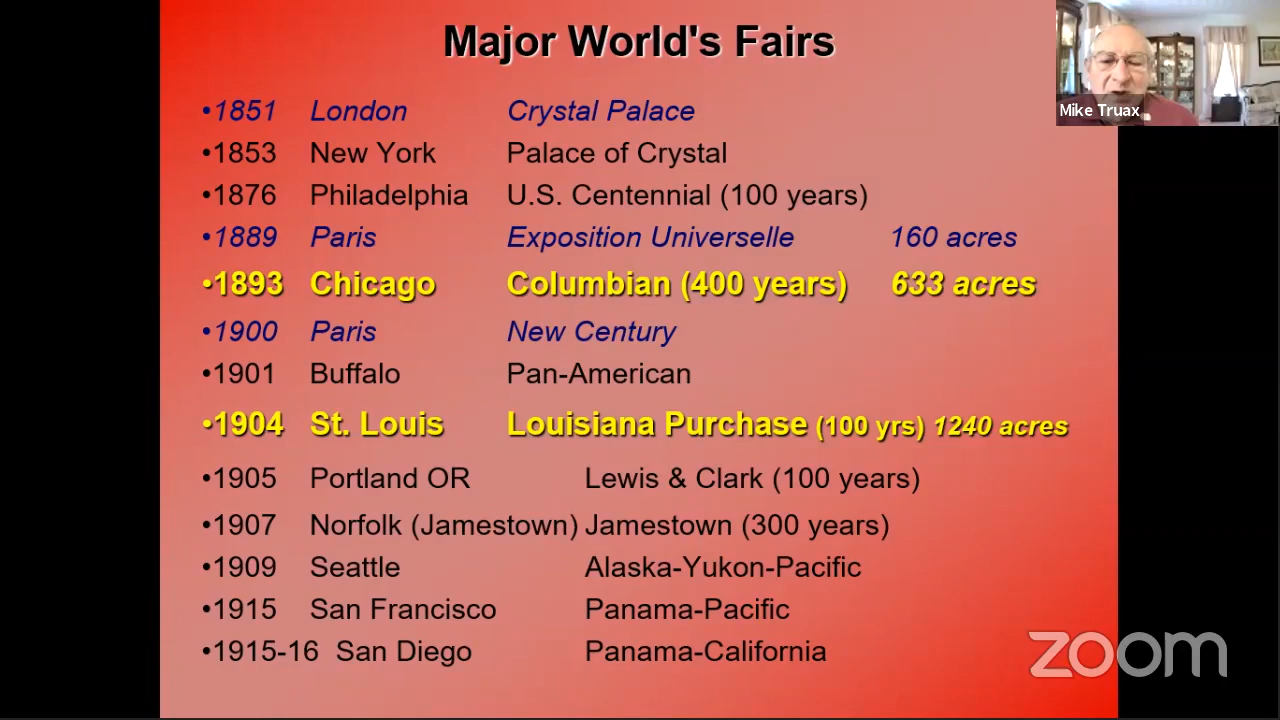 Major World's Fairs
Mike Truax
•1851 London Crystal Palace
•1853 New York Palace of Crystal
•1876 Philadelphia U.S. Centennial (100 years)
•1889 Paris Exposition Universelle 160 acres
•1893 Chicago Columbian (400 years) 633 acres
•1900 Paris New Century
•1901 Buffalo Pan-American
•1904 St. Louis Louisiana Purchase (100 yrs) 1240 acres
•1905 Portland OR Lewis & Clark (100 years)
•1907 Norfolk (Jamestown) Jamestown (300 years)
•1909 Seattle Alaska-Yukon-Pacific
•1915 San Francisco Panama-Pacific
•1915-16 San Diego Panama-California
zoom